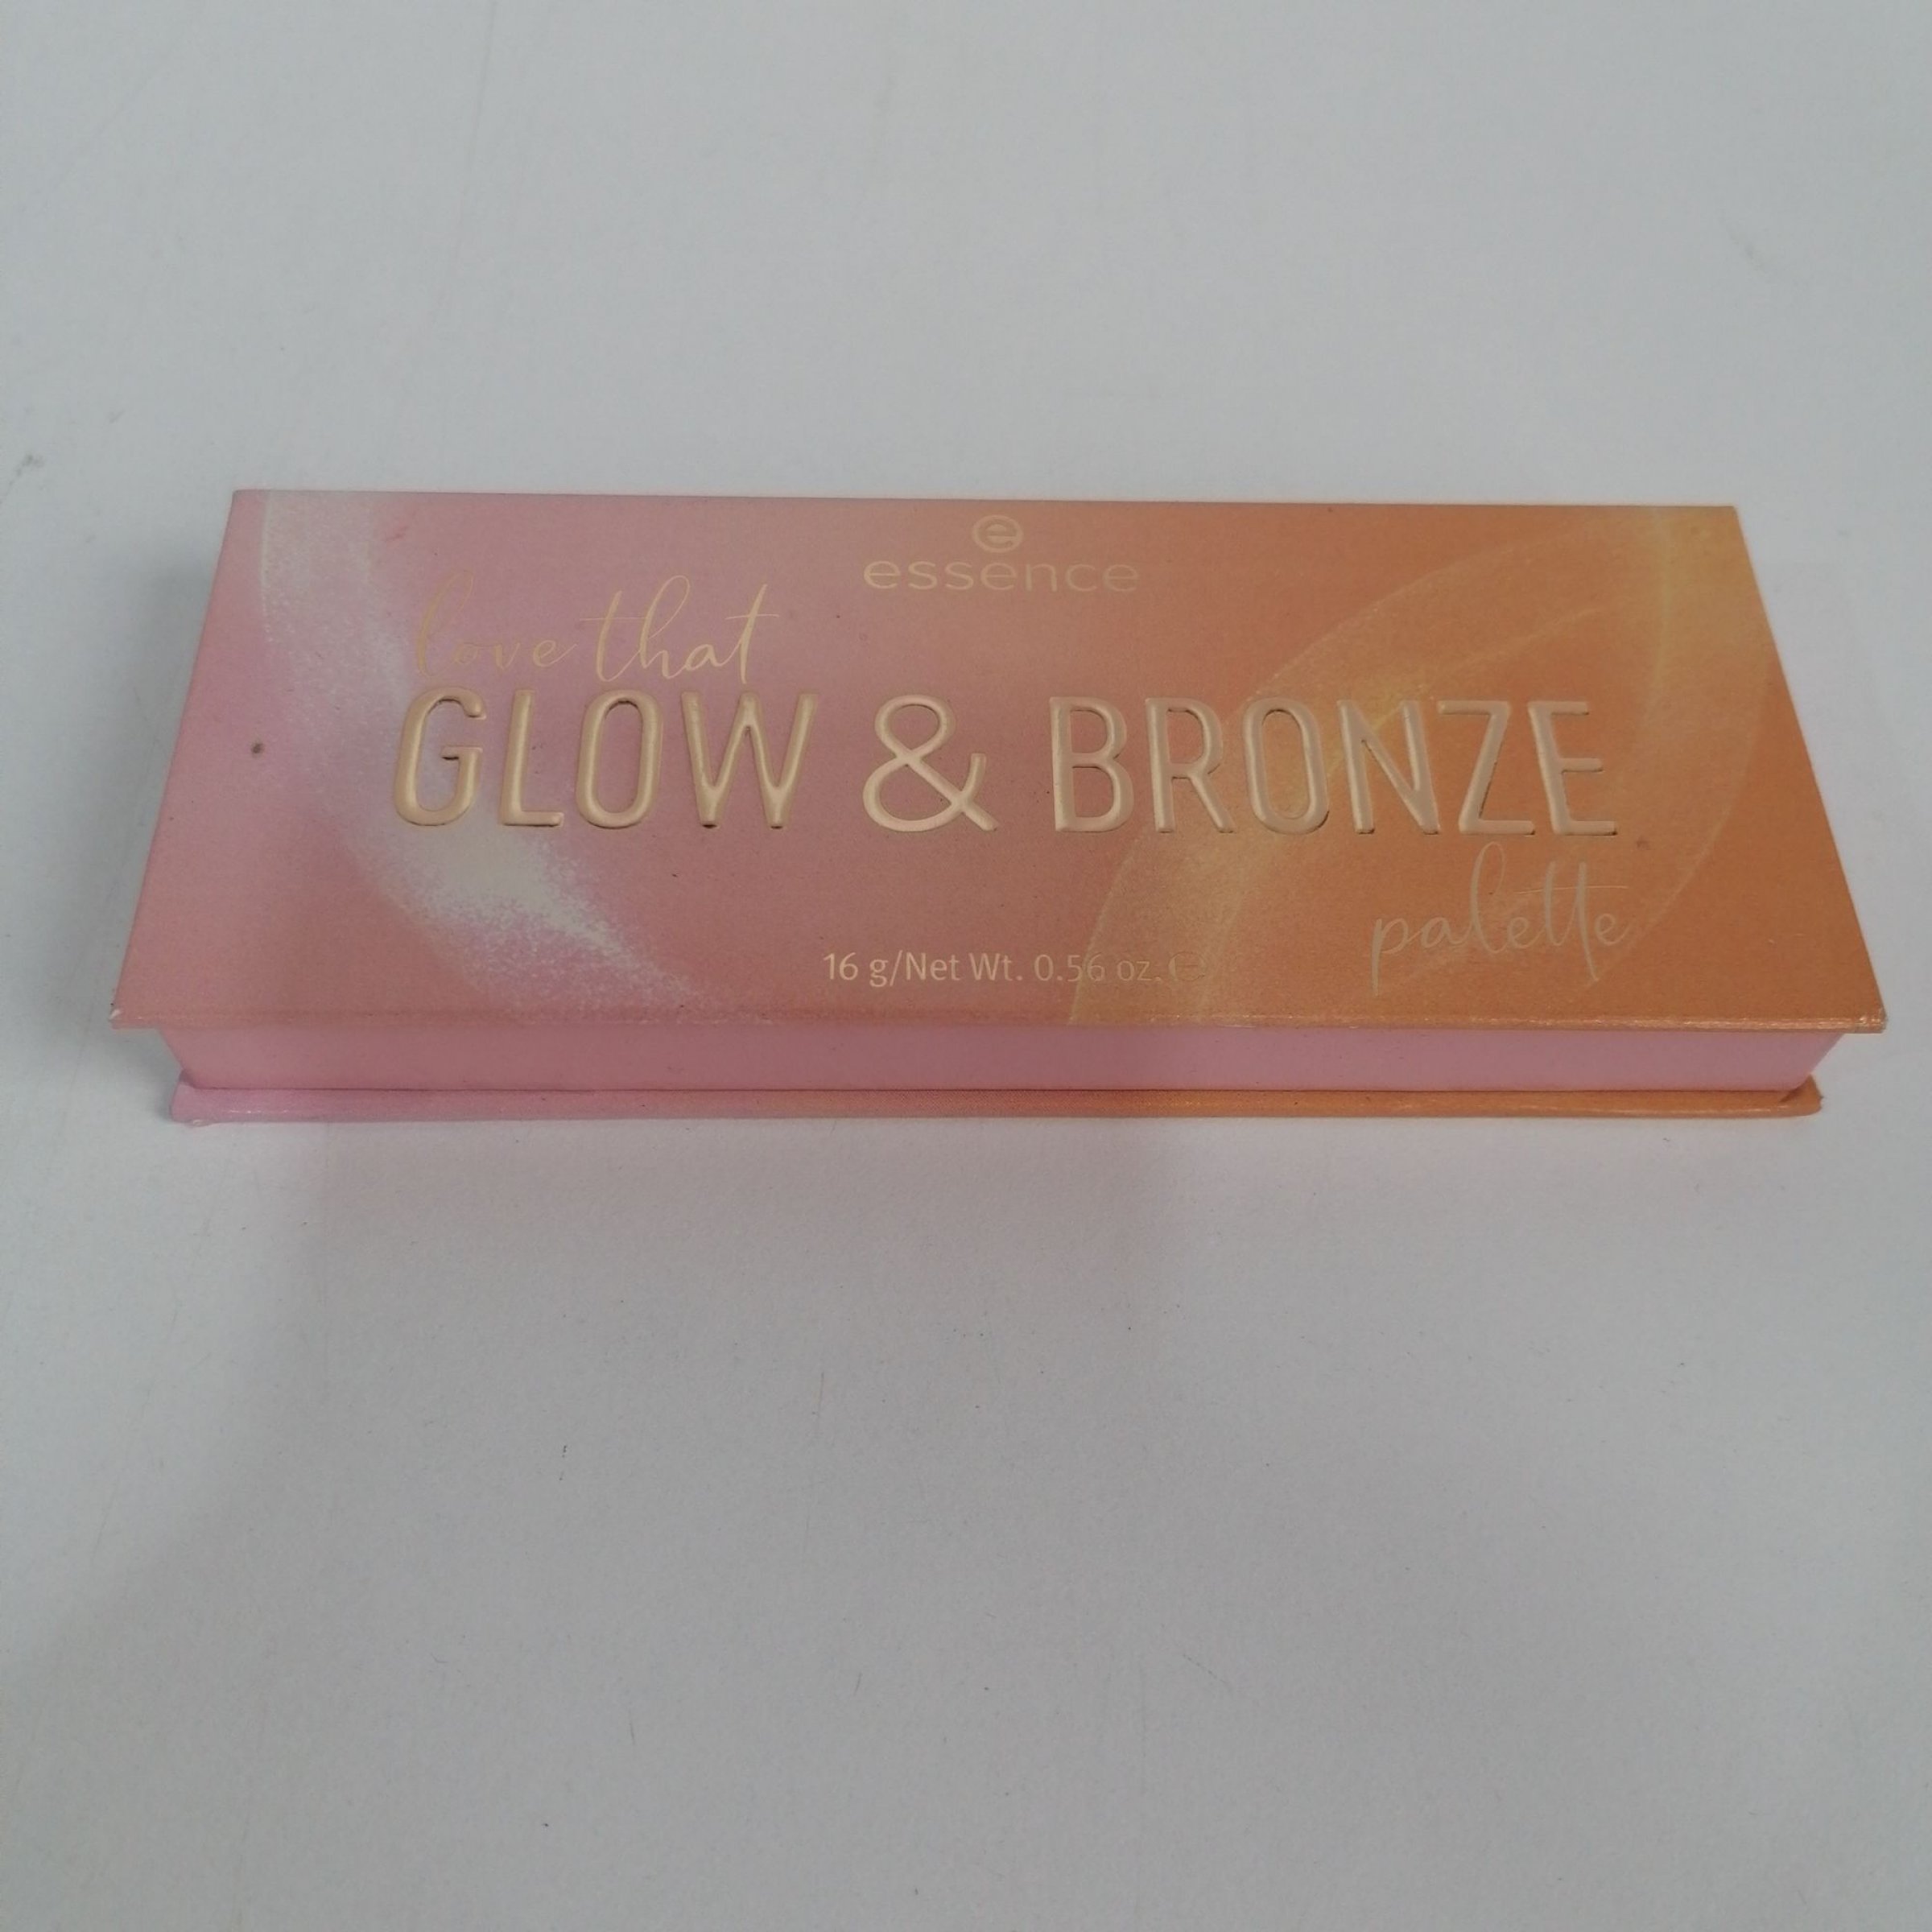 e
essence
love that
GLOW & BRONZE
palette
16 g/Net Wt. 0.56 oz. ℮